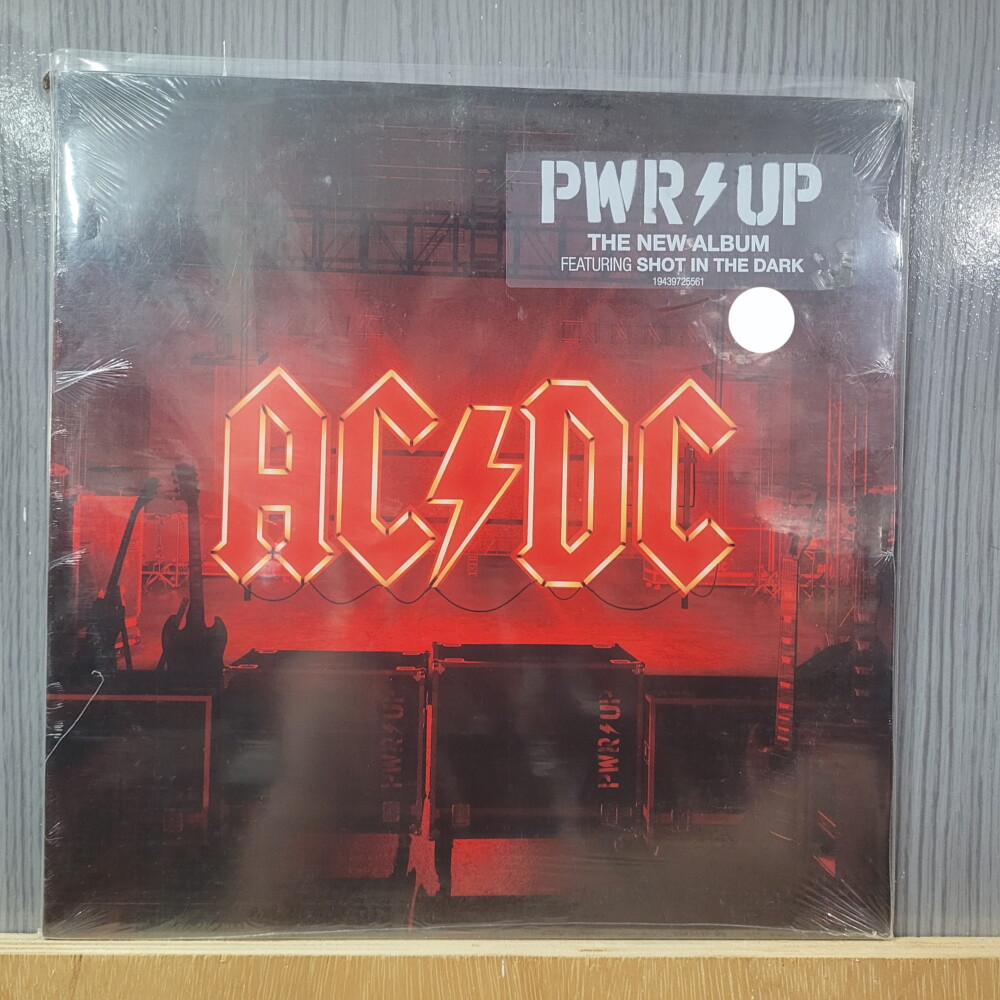 PWR⚡UP
THE NEW ALBUM
FEATURING SHOT IN THE DARK
19439725561
AC⚡DC
PWR⚡UP
PWR⚡UP